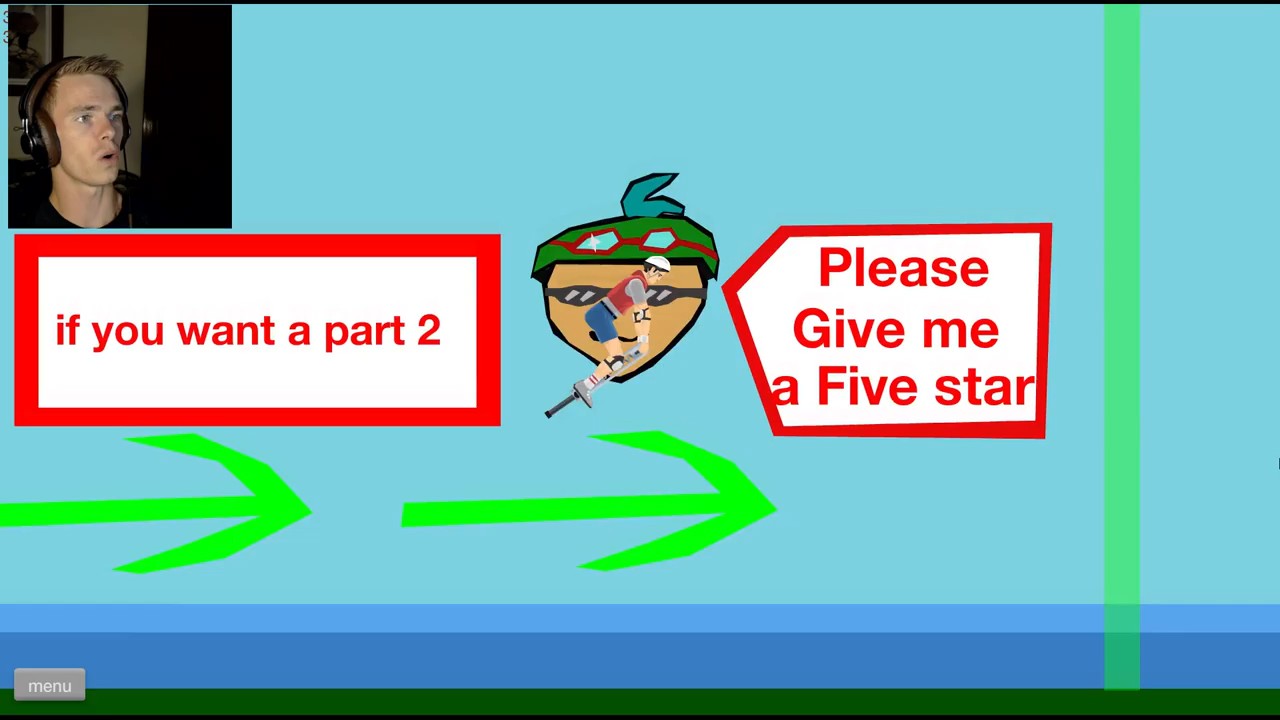 if you want a part 2
Please
Give me
a Five star
menu